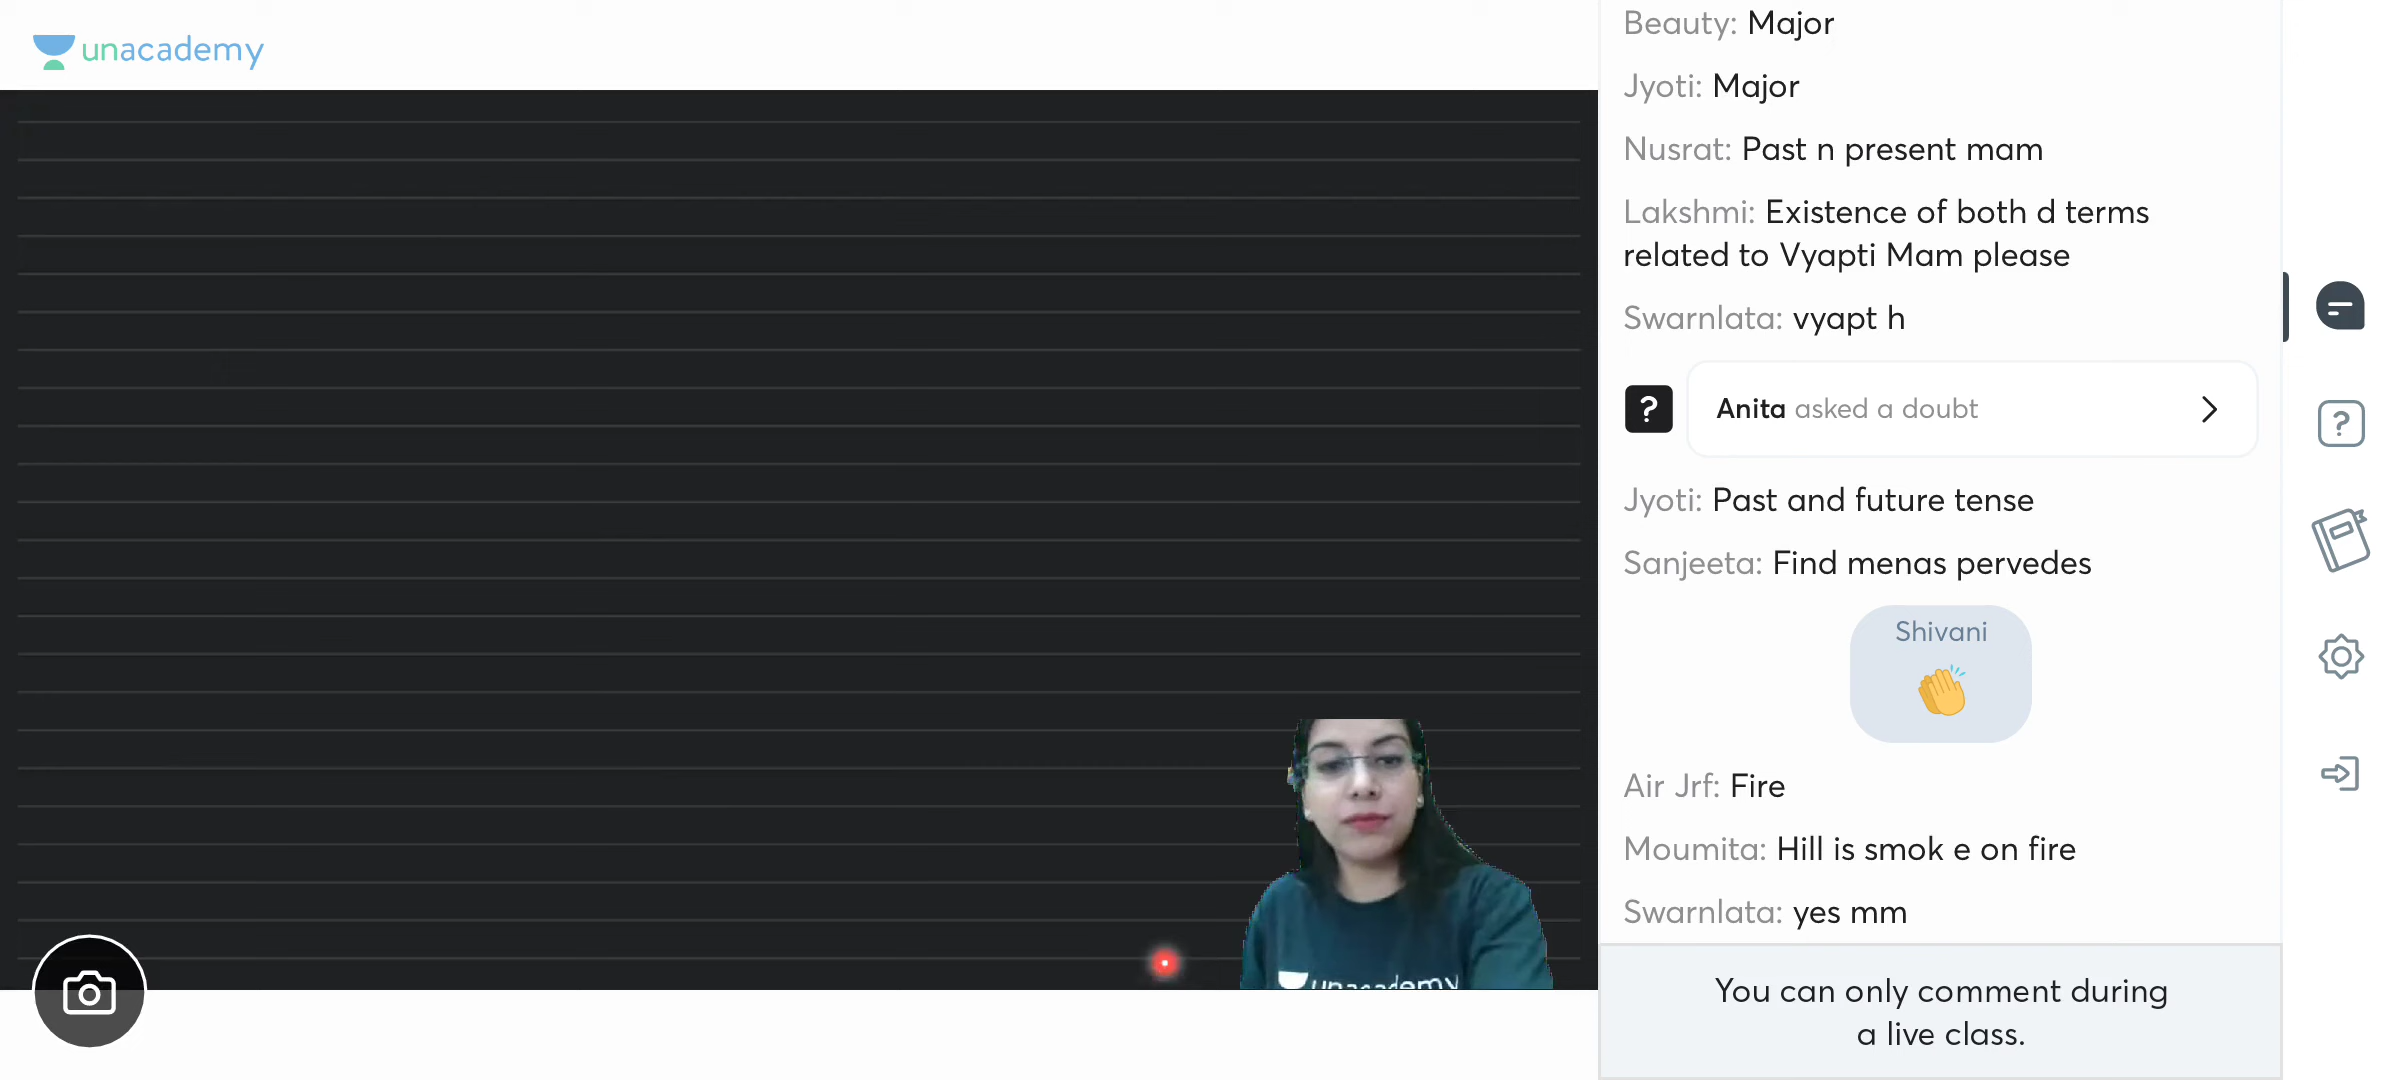 unacademy
Beauty: Major
Jyoti: Major
Nusrat: Past n present mam
Lakshmi: Existence of both d terms
related to Vyapti Mam please
Swarnlata: vyapt h
? Anita asked a doubt
?
Jyoti: Past and future tense
Sanjeeta: Find menas pervedes
Shivani
Air Jrf: Fire
Moumita: Hill is smok e on fire
Swarnlata: yes mm
unacademy
You can only comment during
a live class.